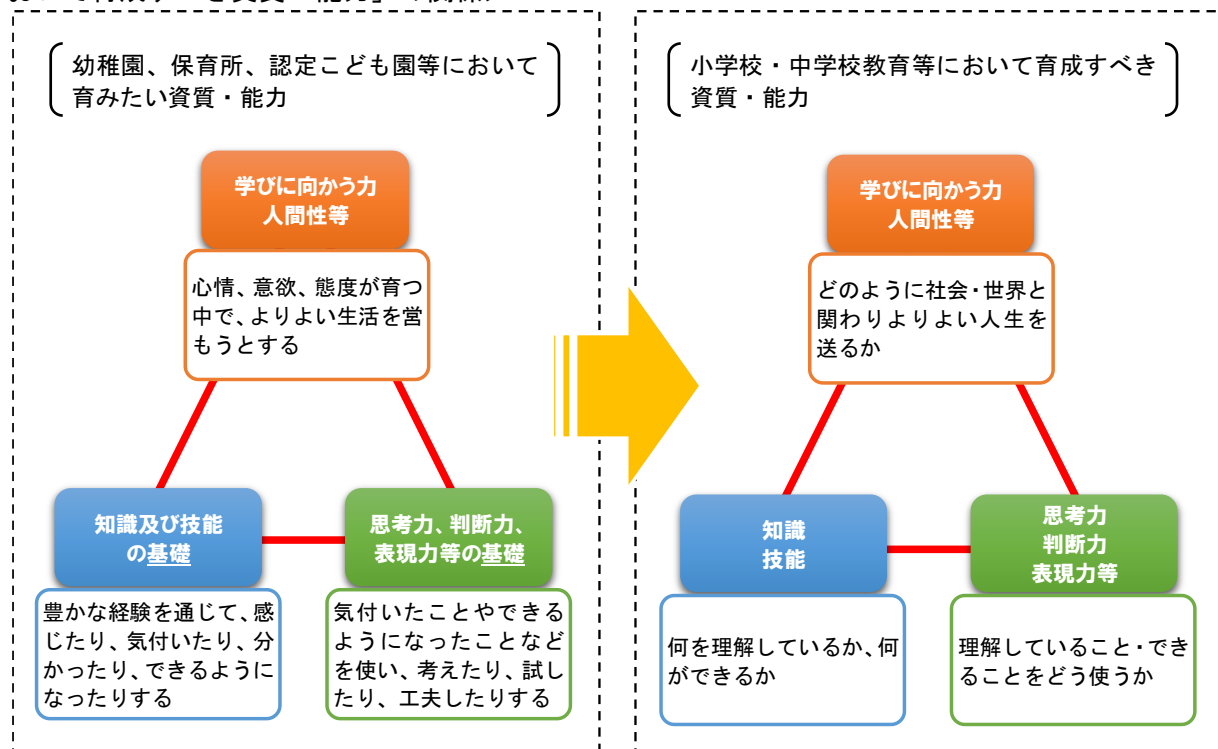 幼稚園、保育所、認定こども園等において
育みたい資質・能力
学びに向かう力
人間性等
心情、意欲、態度が育つ
中で、よりよい生活を営
もうとする
知識及び技能
の基礎
思考力、判断力、
表現力等の基礎
豊かな経験を通じて、感
じたり、気付いたり、分
かったり、できるように
なったりする
気付いたことやできる
ようになったことなど
を使い、考えたり、試し
たり、工夫したりする
小学校・中学校教育等において育成すべき
資質・能力
学びに向かう力
人間性等
どのように社会・世界と
関わりよりよい人生を
送るか
知識
技能
思考力
判断力
表現力等
何を理解しているか、何
ができるか
理解していること・でき
ることをどう使うか